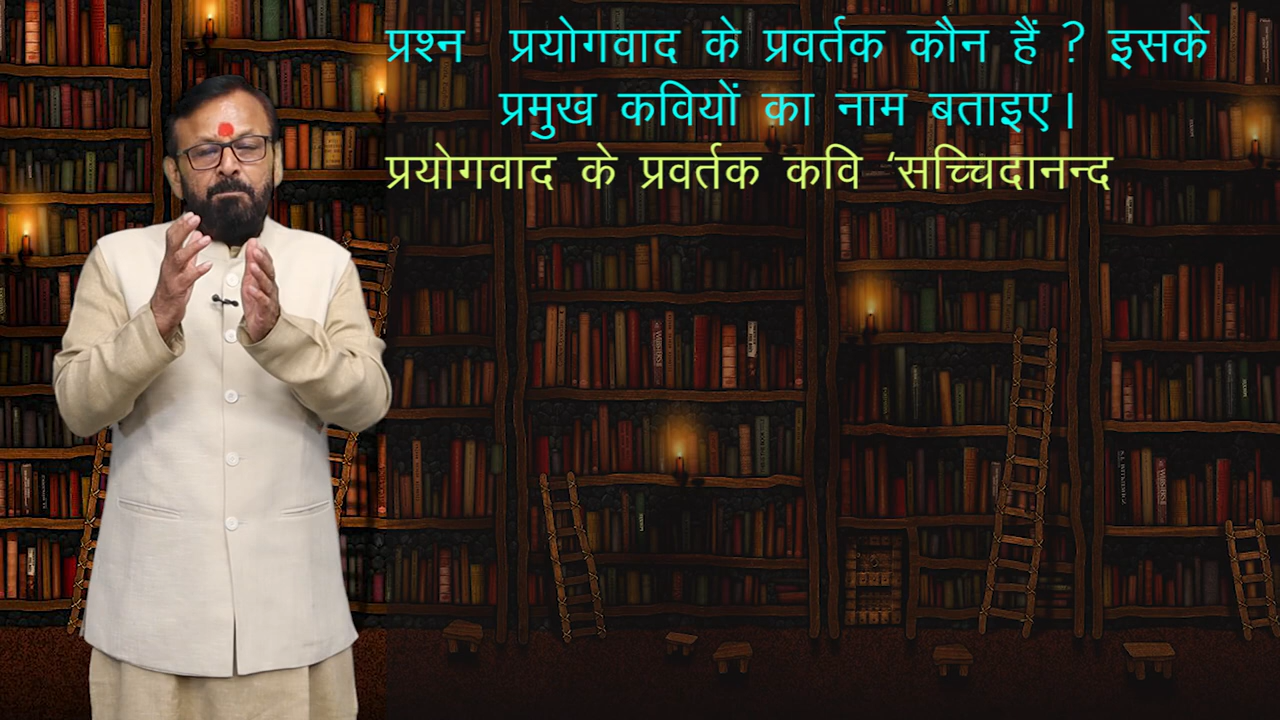 प्रश्न प्रयोगवाद के प्रवर्तक कौन हैं ? इसके
प्रमुख कवियों का नाम बताइए।
प्रयोगवाद के प्रवर्तक कवि ‘सच्चिदानन्द